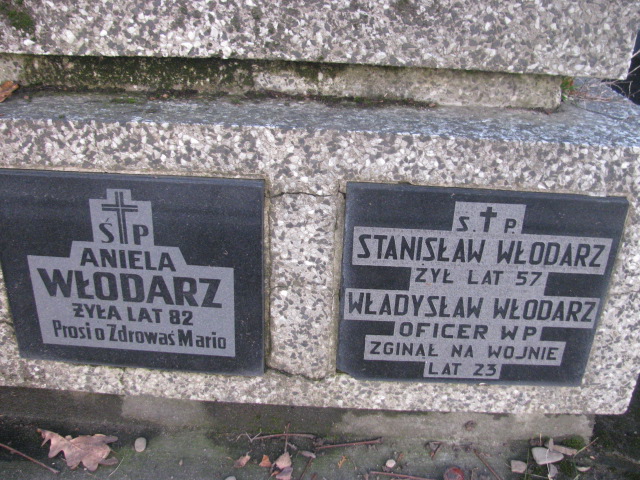 Ś P
ANIELA
WŁODARZ
ŻYŁA LAT 82
Prosi o Zdrowaś Mario
Ś. P.
STANISŁAW WŁODARZ
ŻYŁ LAT 57
WŁADYSŁAW WŁODARZ
OFICER WP
ZGINĄŁ NA WOJNIE
LAT 23